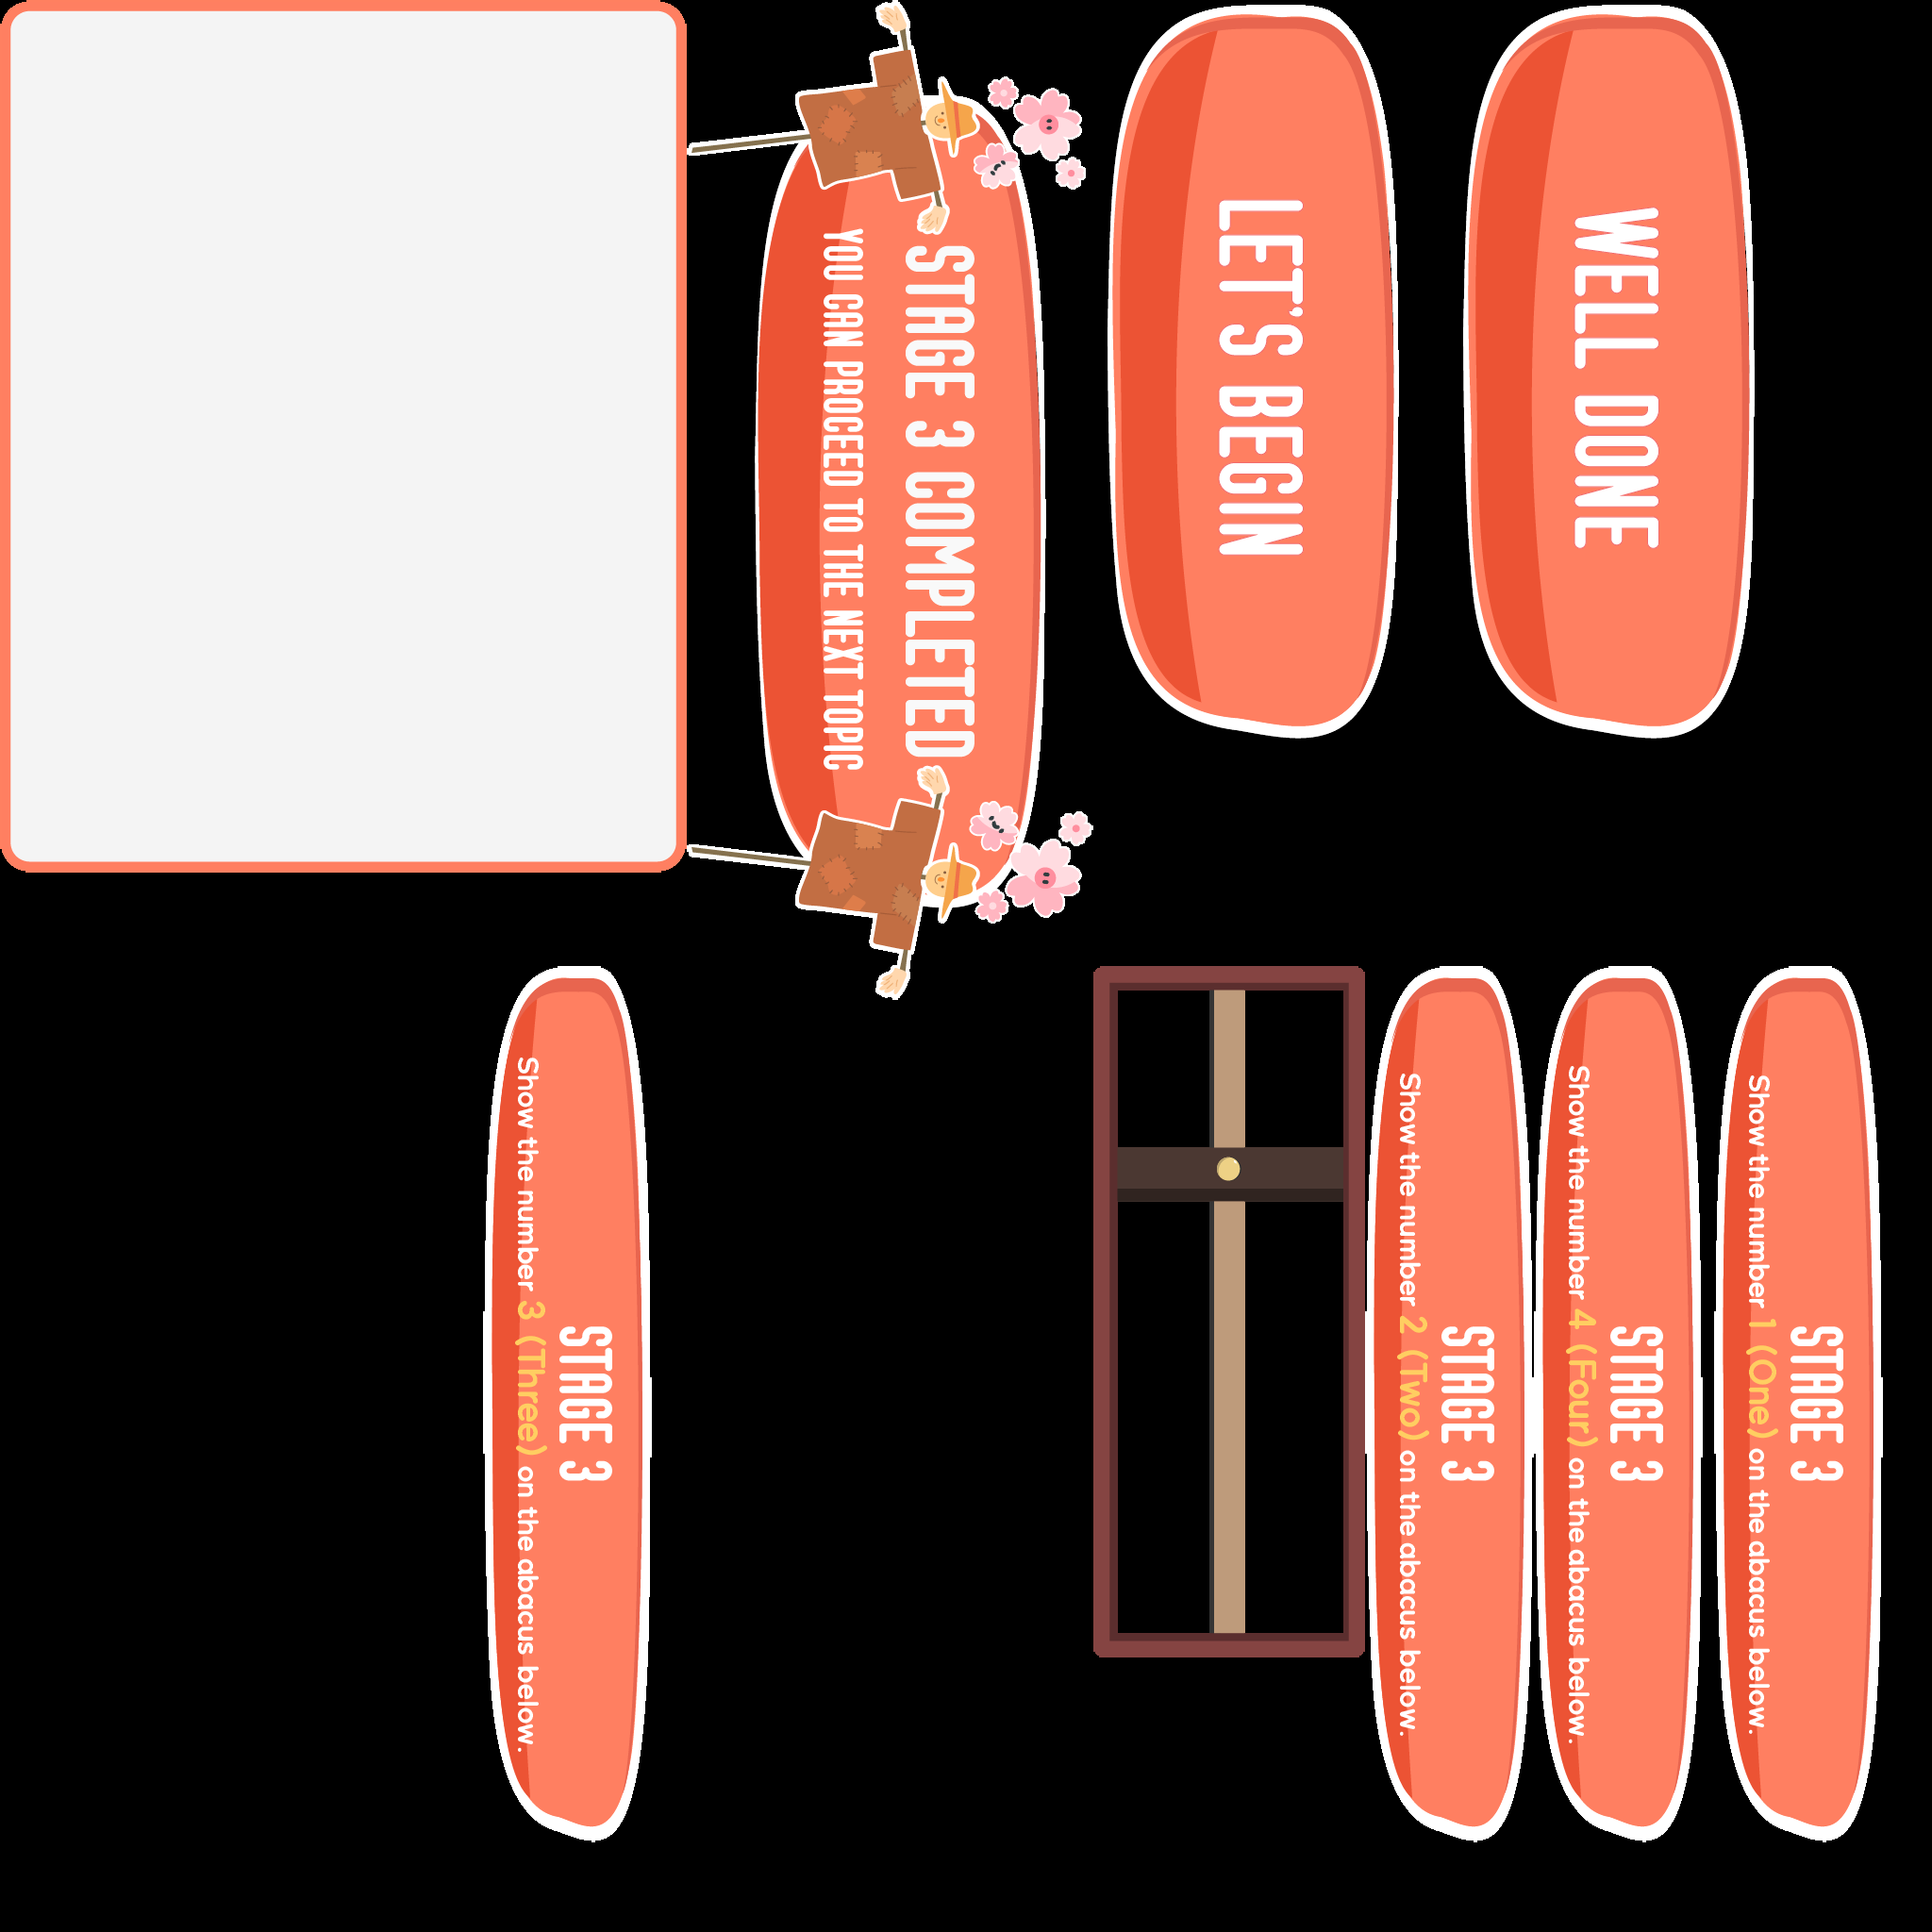 STAGE 3 COMPLETED
YOU CAN PROCEED TO THE NEXT TOPIC
LET'S BEGIN
WELL DONE
STAGE 3
Show the number 3 (Three) on the abacus below.
STAGE 3
Show the number 2 (Two) on the abacus below.
STAGE 3
Show the number 4 (Four) on the abacus below.
STAGE 3
Show the number 1 (One) on the abacus below.